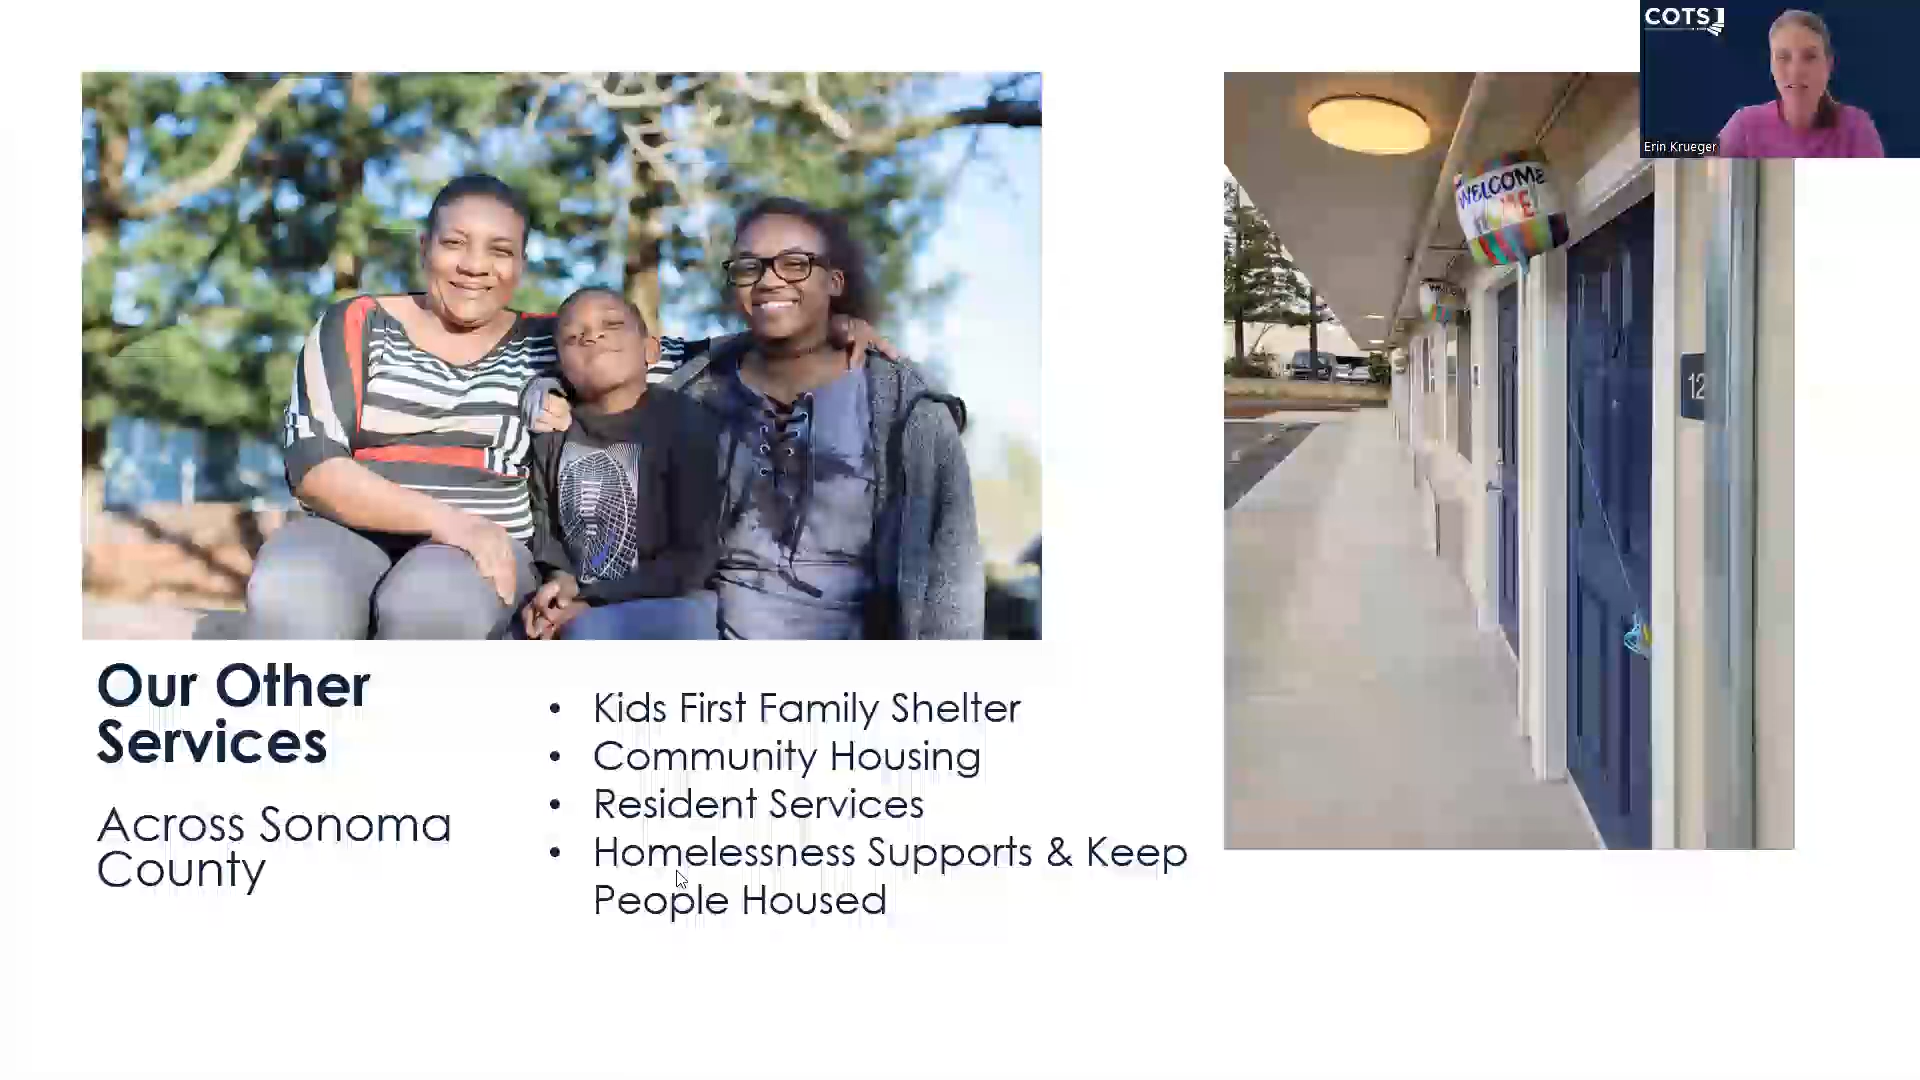 COTS
Erin Krueger
WELCOME
HOME!
12
Our Other
Services
Across Sonoma
County
• Kids First Family Shelter
• Community Housing
• Resident Services
• Homelessness Supports & Keep
People Housed